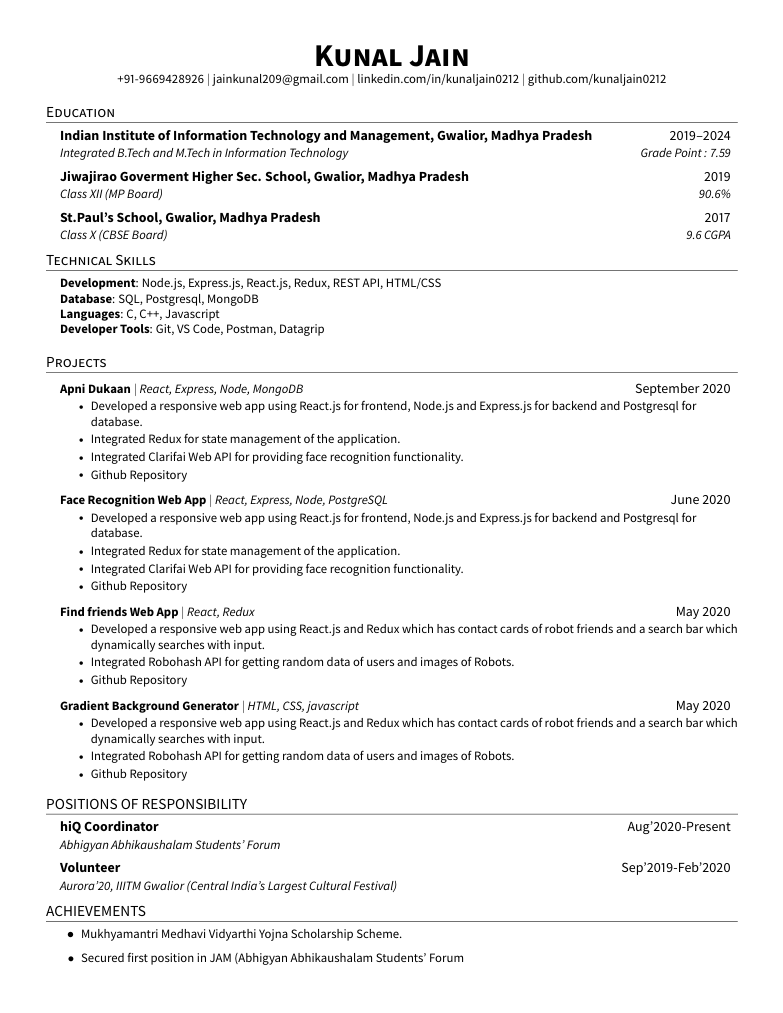 Kunal Jain
+91-9669428926 | jainkunal209@gmail.com | linkedin.com/in/kunaljain0212 | github.com/kunaljain0212
Education
Indian Institute of Information Technology and Management, Gwalior, Madhya Pradesh 2019–2024
Integrated B.Tech and M.Tech in Information Technology Grade Point : 7.59
Jiwajirao Goverment Higher Sec. School, Gwalior, Madhya Pradesh 2019
Class XII (MP Board) 90.6%
St.Paul's School, Gwalior, Madhya Pradesh 2017
Class X (CBSE Board) 9.6 CGPA
Technical Skills
Development: Node.js, Express.js, React.js, Redux, REST API, HTML/CSS
Database: SQL, Postgresql, MongoDB
Languages: C, C++, Javascript
Developer Tools: Git, VS Code, Postman, Datagrip
Projects
Apni Dukaan | React, Express, Node, MongoDB September 2020
• Developed a responsive web app using React.js for frontend, Node.js and Express.js for backend and Postgresql for
database.
• Integrated Redux for state management of the application.
• Integrated Clarifai Web API for providing face recognition functionality.
• Github Repository
Face Recognition Web App | React, Express, Node, PostgreSQL June 2020
• Developed a responsive web app using React.js for frontend, Node.js and Express.js for backend and Postgresql for
database.
• Integrated Redux for state management of the application.
• Integrated Clarifai Web API for providing face recognition functionality.
• Github Repository
Find friends Web App | React, Redux May 2020
• Developed a responsive web app using React.js and Redux which has contact cards of robot friends and a search bar which
dynamically searches with input.
• Integrated Robohash API for getting random data of users and images of Robots.
• Github Repository
Gradient Background Generator | HTML, CSS, javascript May 2020
• Developed a responsive web app using React.js and Redux which has contact cards of robot friends and a search bar which
dynamically searches with input.
• Integrated Robohash API for getting random data of users and images of Robots.
• Github Repository
POSITIONS OF RESPONSIBILITY
hiQ Coordinator Aug'2020-Present
Abhigyan Abhikaushalam Students' Forum
Volunteer Sep'2019-Feb'2020
Aurora'20, IIITM Gwalior (Central India's Largest Cultural Festival)
ACHIEVEMENTS
• Mukhyamantri Medhavi Vidyarthi Yojna Scholarship Scheme.
• Secured first position in JAM (Abhigyan Abhikaushalam Students' Forum